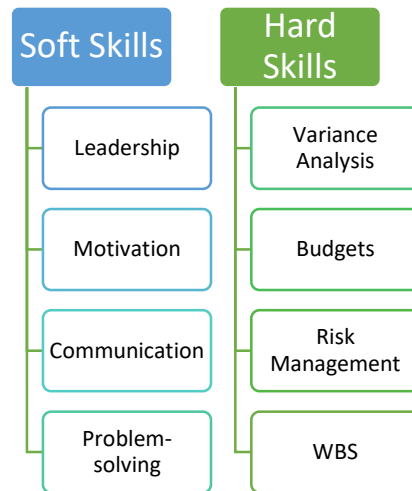 Soft Skills
Leadership
Motivation
Communication
Problem-
solving
Hard
Skills
Variance
Analysis
Budgets
Risk
Management
WBS